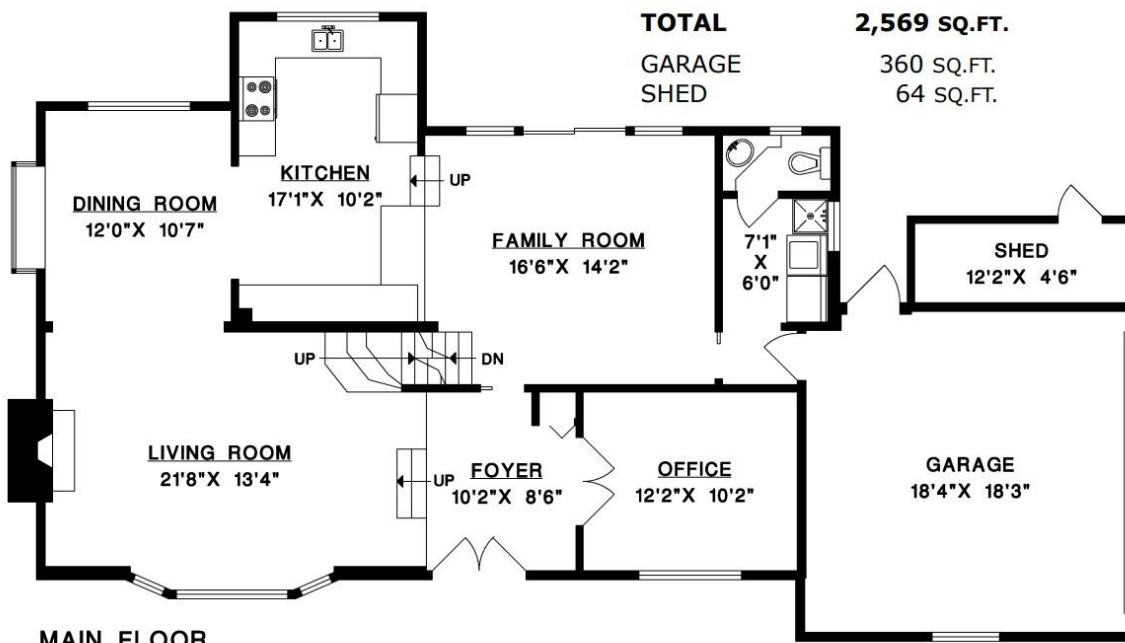 TOTAL 2,569 SQ.FT.
GARAGE 360 SQ.FT.
SHED 64 SQ.FT.
KITCHEN
17'1"X 10'2"
UP
DINING ROOM
12'0"X 10'7"
FAMILY ROOM
16'6"X 14'2"
7'1"
X
6'0"
SHED
12'2"X 4'6"
UP
DN
LIVING ROOM
21'8"X 13'4"
UP
FOYER
10'2"X 8'6"
OFFICE
12'2"X 10'2"
GARAGE
18'4"X 18'3"
MAIN FLOOR